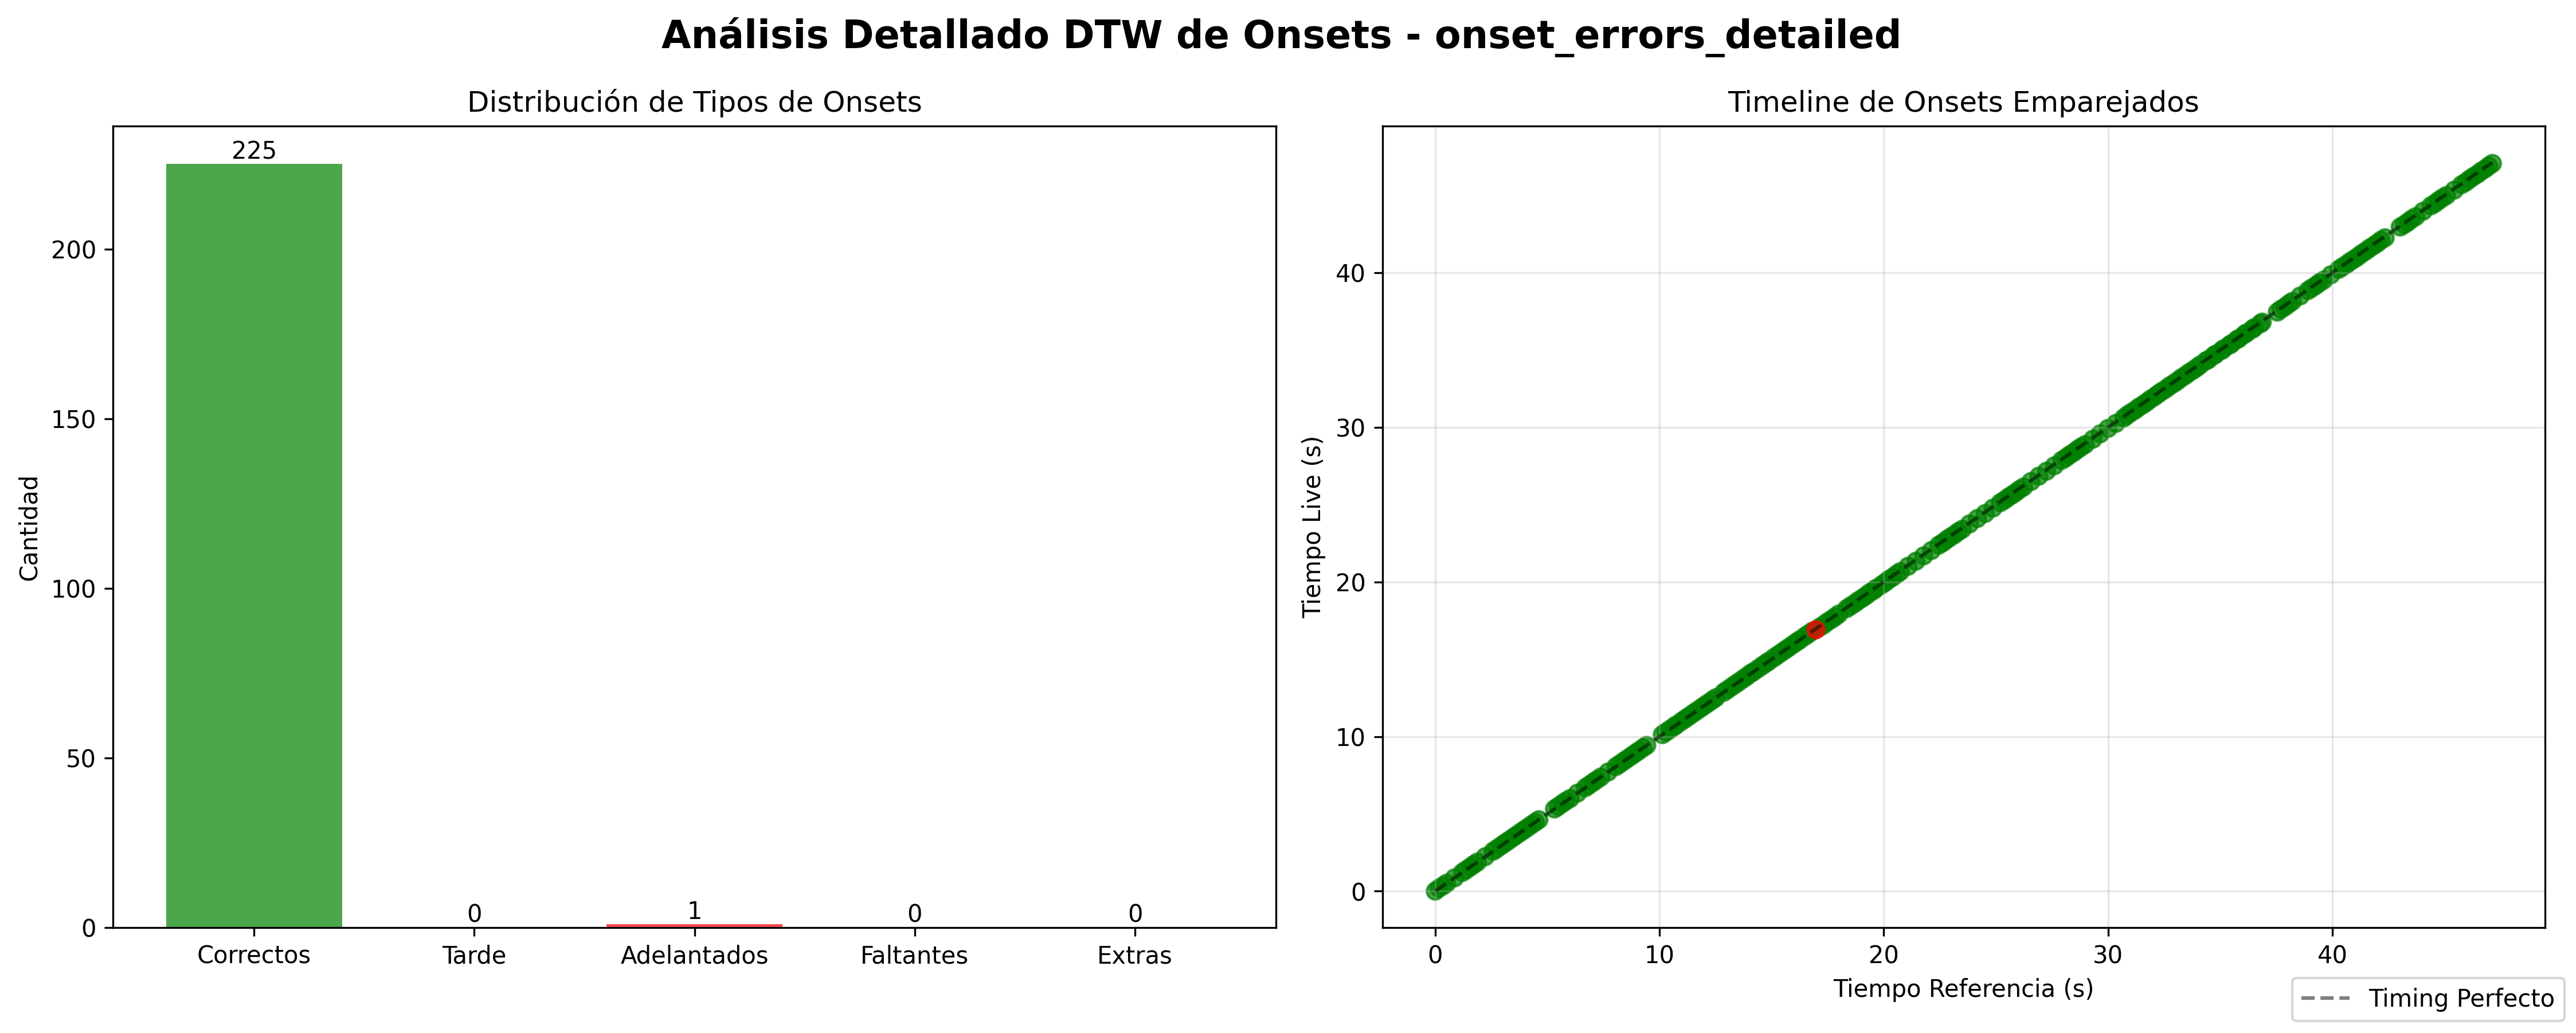 Análisis Detallado DTW de Onsets - onset_errors_detailed
Distribución de Tipos de Onsets
Cantidad
200
150
100
50
0
225
0
1
0
0
Correctos
Tarde
Adelantados
Faltantes
Extras
Timeline de Onsets Emparejados
Tiempo Live (s)
40
30
20
10
0
0
10
20
30
40
Tiempo Referencia (s)
Timing Perfecto